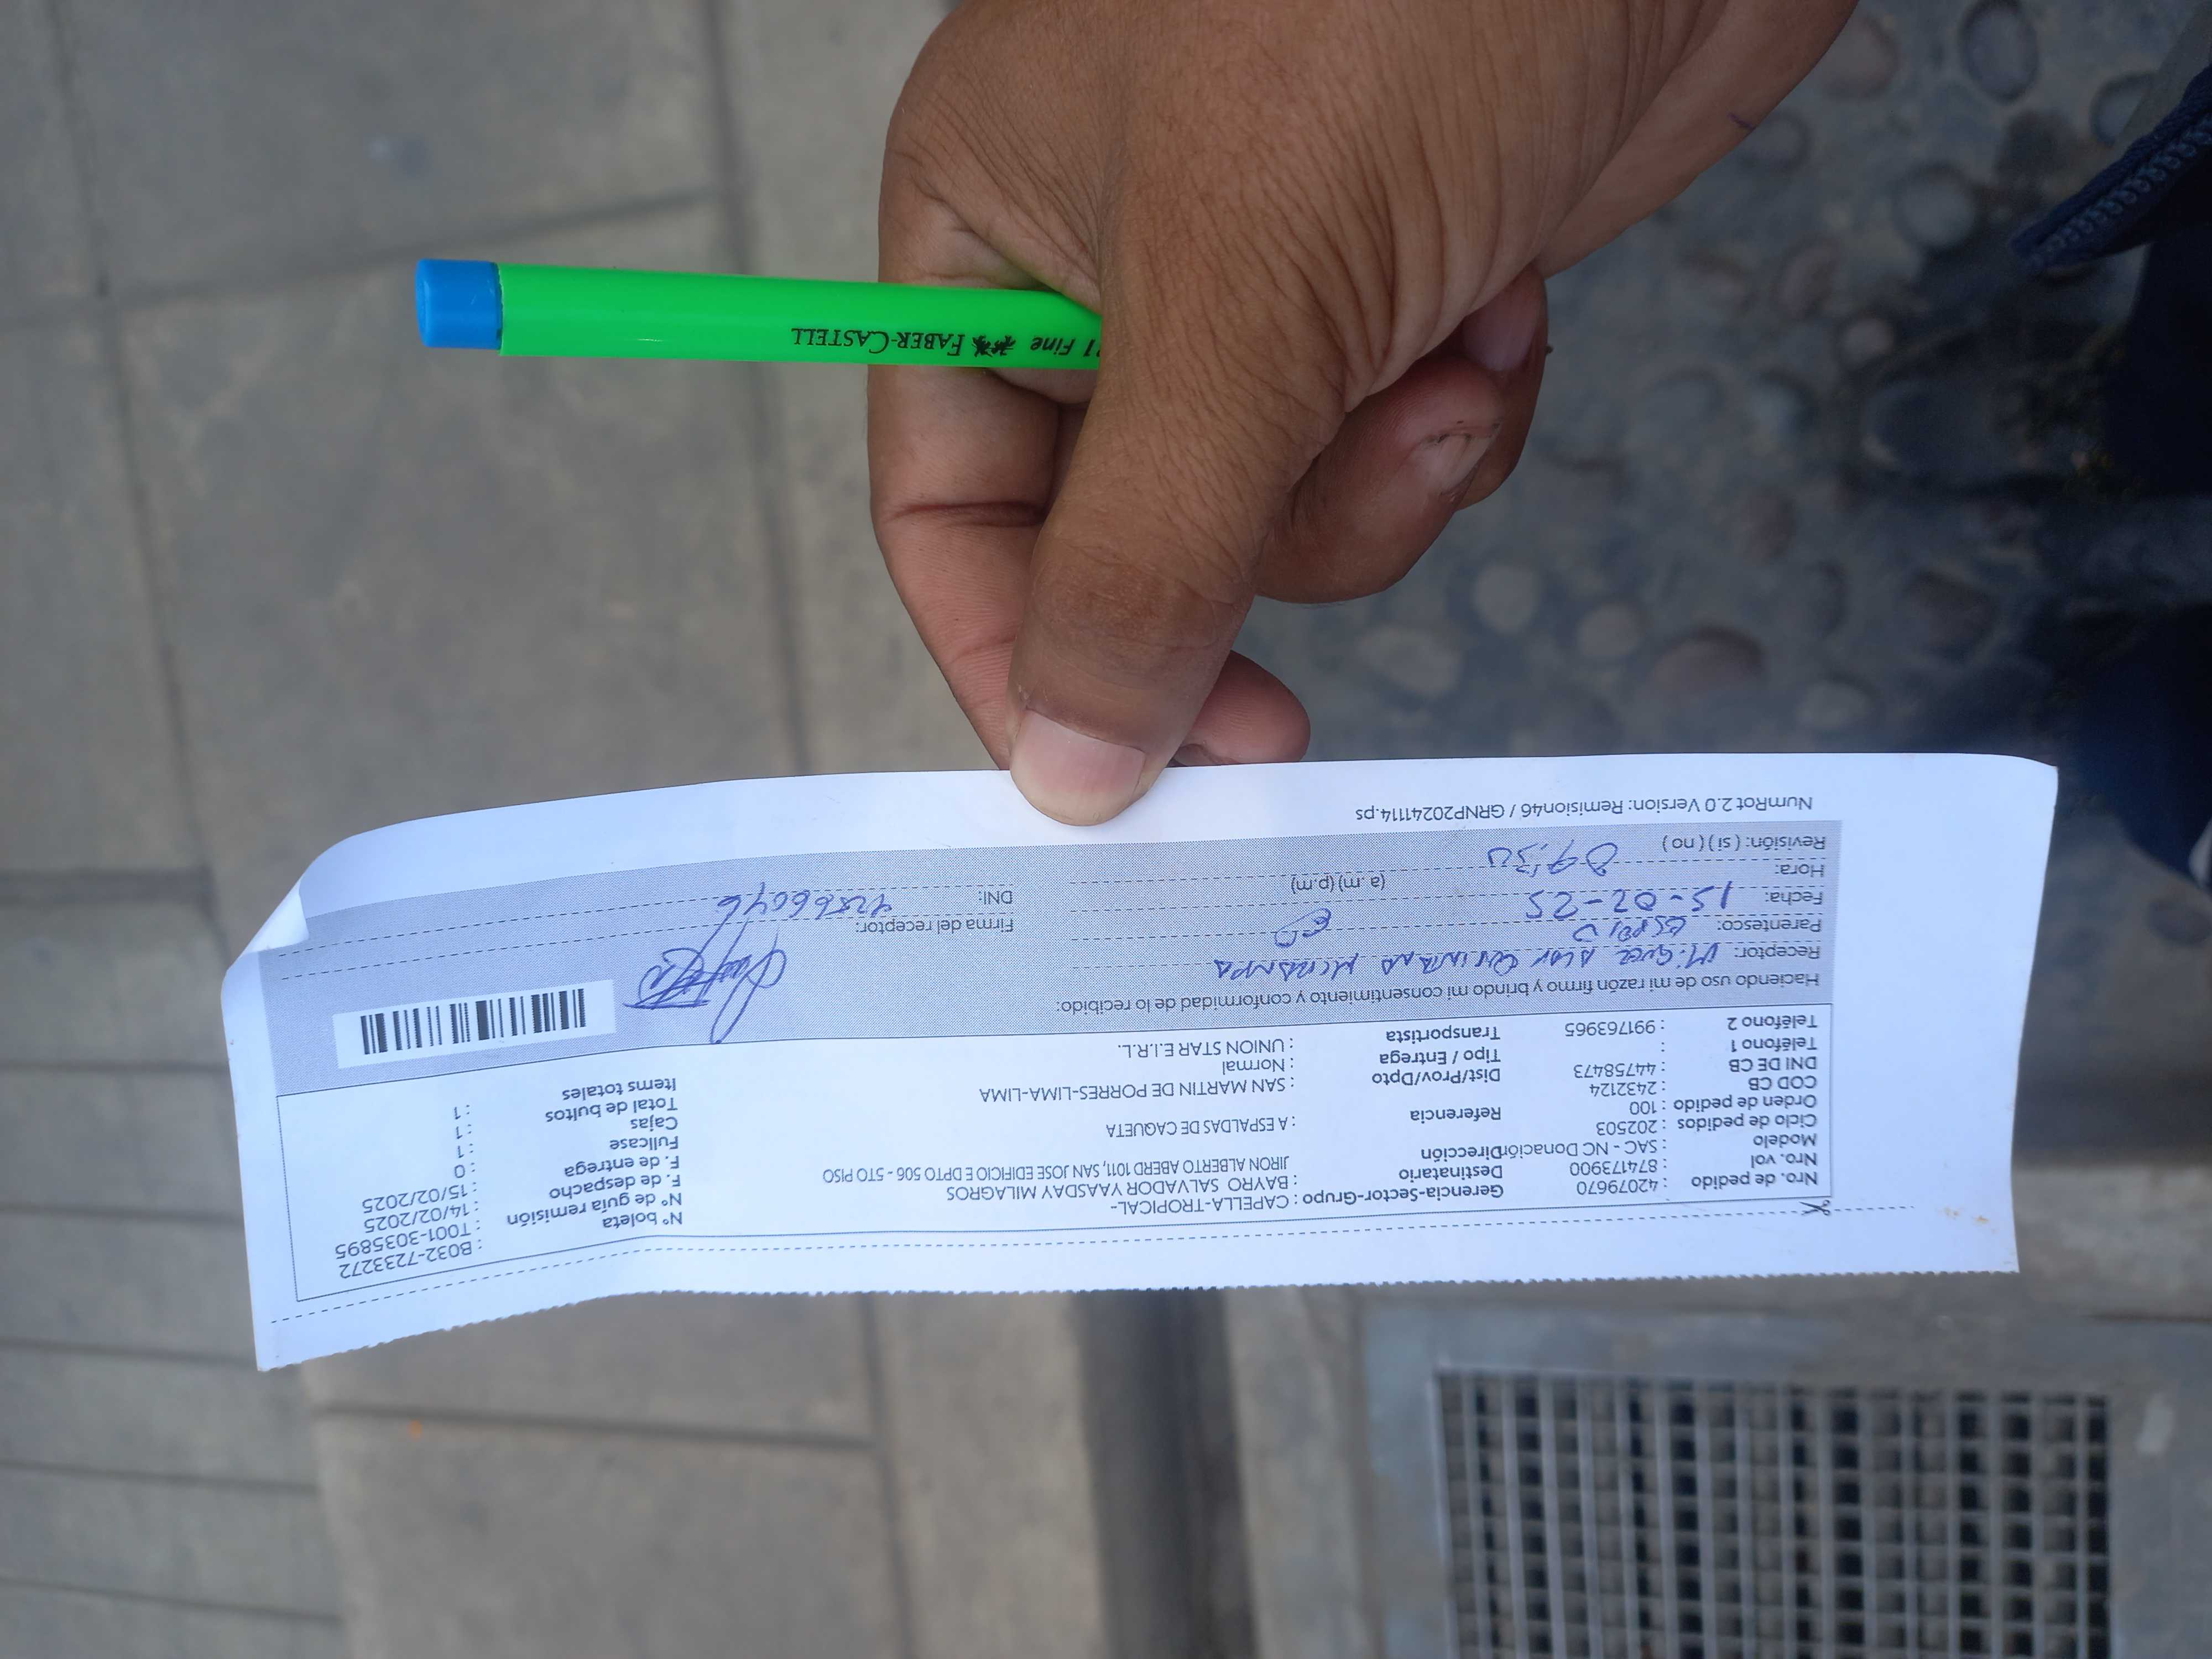 Nro. de pedido : 42079670
Nro. vol : 874173900
Modelo : SAC - NC Donación
Ciclo de pedidos : 202503
Orden de pedido : 100
COD CB : 2432124
DNI DE CB : 44758473
Teléfono 1 :
Teléfono 2 : 991763965
Gerencia-Sector-Grupo : CAPELLA-TROPICAL-
Destinatario : BAYRO SALVADOR YAASDAY MILAGROS
Dirección JIRON ALBERTO ABERD 1011, SAN JOSE EDIFICIO E DPTO 506 - 5TO PISO
Referencia : A ESPALDAS DE CAQUETA
Dist/Prov/Dpto : SAN MARTIN DE PORRES-LIMA-LIMA
Tipo / Entrega : Normal
Transportista : UNION STAR E.I.R.L.
N° boleta : B032-7233272
N° de guía remisión : T001-3035895
F. de despacho : 14/02/2025
F. de entrega : 15/02/2025
Fullcase : 0
Cajas : 1
Total de bultos : 1
Items totales : 1
Haciendo uso de mi razón firmo y brindo mi consentimiento y conformidad de lo recibido:
Receptor:
Parentesco:
Fecha: 15-02-25
Hora: 09:30 (a.m) (p.m)
Revisión: ( si ) ( no )
Firma del receptor:
DNI:
NumRot 2.0 Version: Remision46 / GRNP20241114.ps
Fine FABER-CASTELL